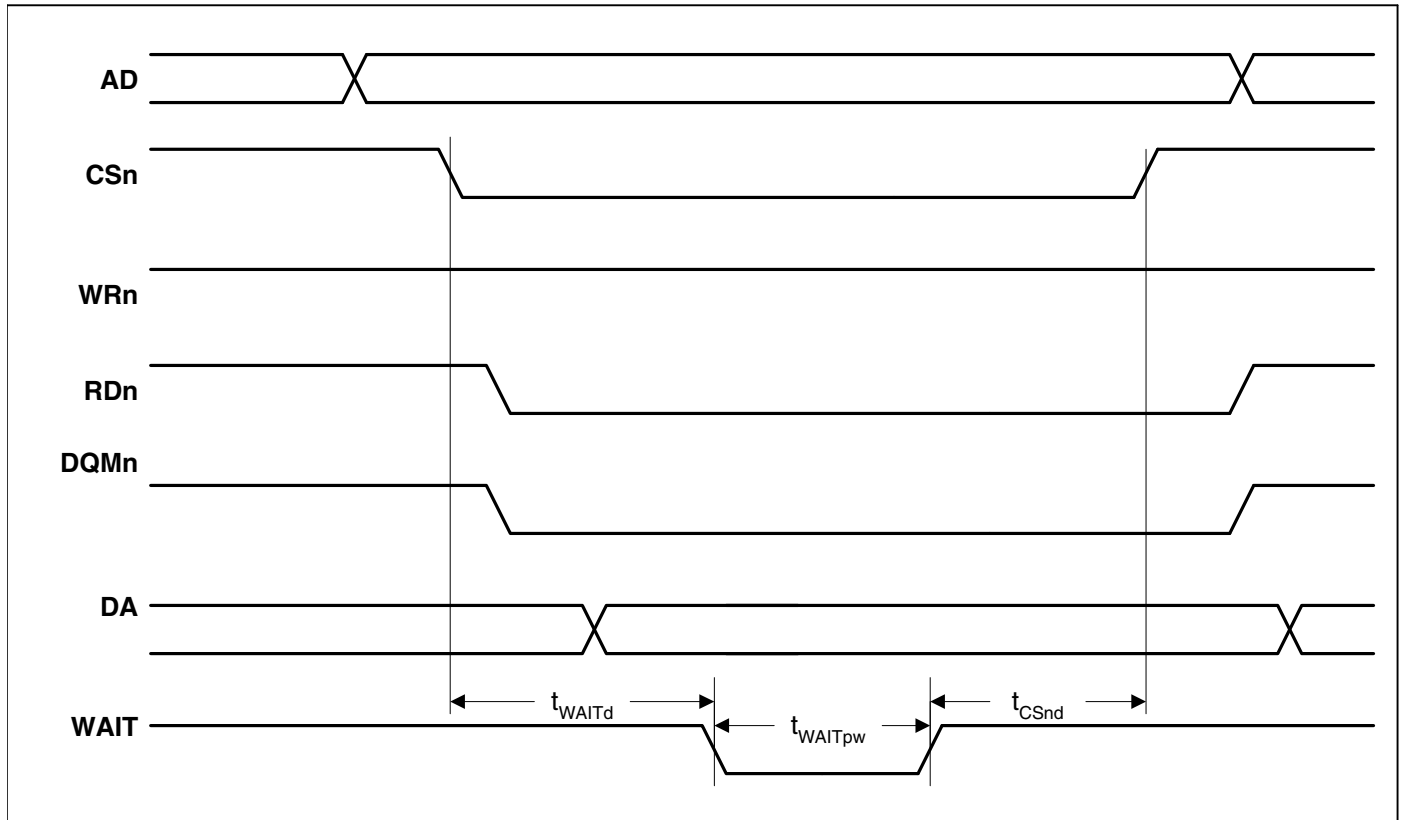 AD
CSn
WRn
RDn
DQMn
DA
WAIT
tWAITd
tWAITpw
tCSnd